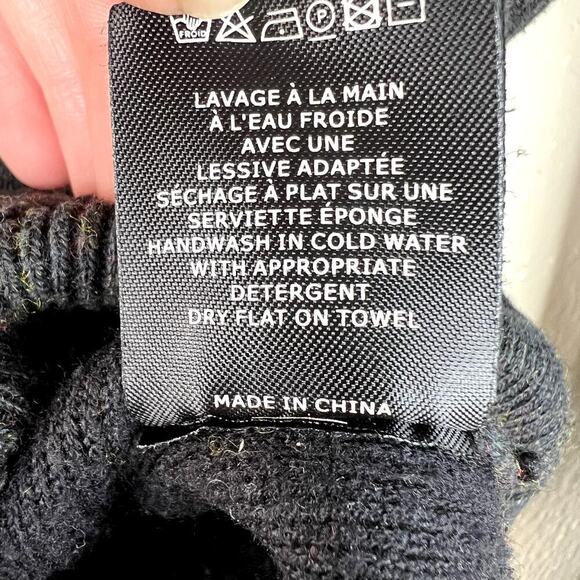 FROID P
LAVAGE À LA MAIN
À L'EAU FROIDE
AVEC UNE
LESSIVE ADAPTÉE
SÉCHAGE À PLAT SUR UNE
SERVIETTE ÉPONGE
HANDWASH IN COLD WATER
WITH APPROPRIATE
DETERGENT
DRY FLAT ON TOWEL
MADE IN CHINA